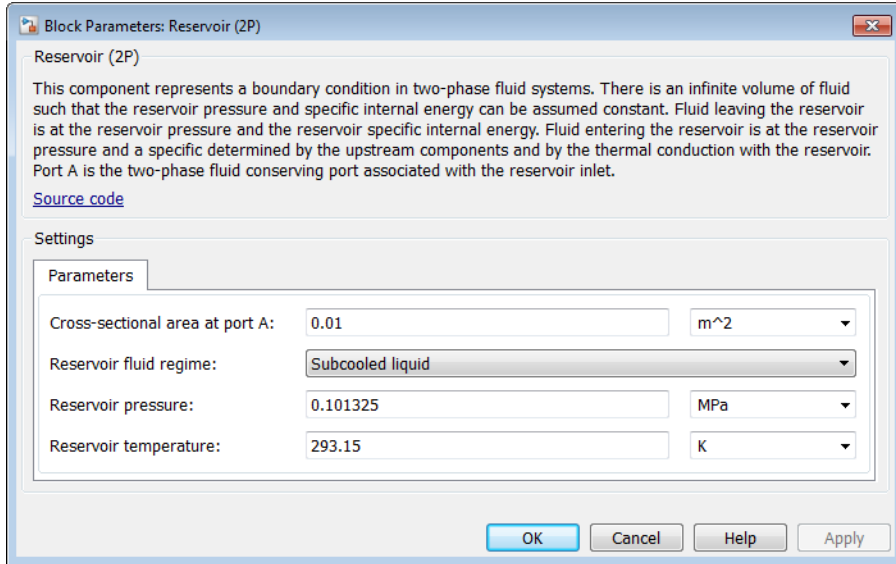 Block Parameters: Reservoir (2P)
Reservoir (2P)
This component represents a boundary condition in two-phase fluid systems. There is an infinite volume of fluid
such that the reservoir pressure and specific internal energy can be assumed constant. Fluid leaving the reservoir
is at the reservoir pressure and the reservoir specific internal energy. Fluid entering the reservoir is at the reservoir
pressure and a specific determined by the upstream components and by the thermal conduction with the reservoir.
Port A is the two-phase fluid conserving port associated with the reservoir inlet.
Source code
Settings
Parameters
Cross-sectional area at port A: 0.01 m^2
Reservoir fluid regime: Subcooled liquid
Reservoir pressure: 0.101325 MPa
Reservoir temperature: 293.15 K
OK Cancel Help Apply